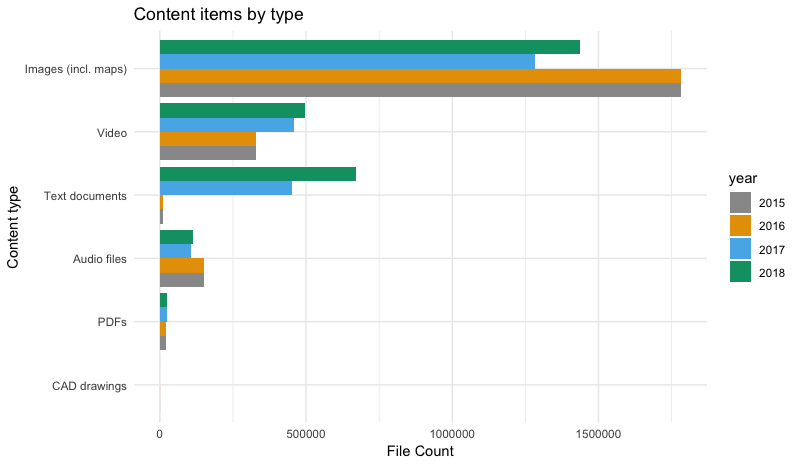 Content items by type
Content type
Images (incl. maps)
Video
Text documents
Audio files
PDFs
CAD drawings
0
500000
1000000
1500000
File Count
year
2015
2016
2017
2018